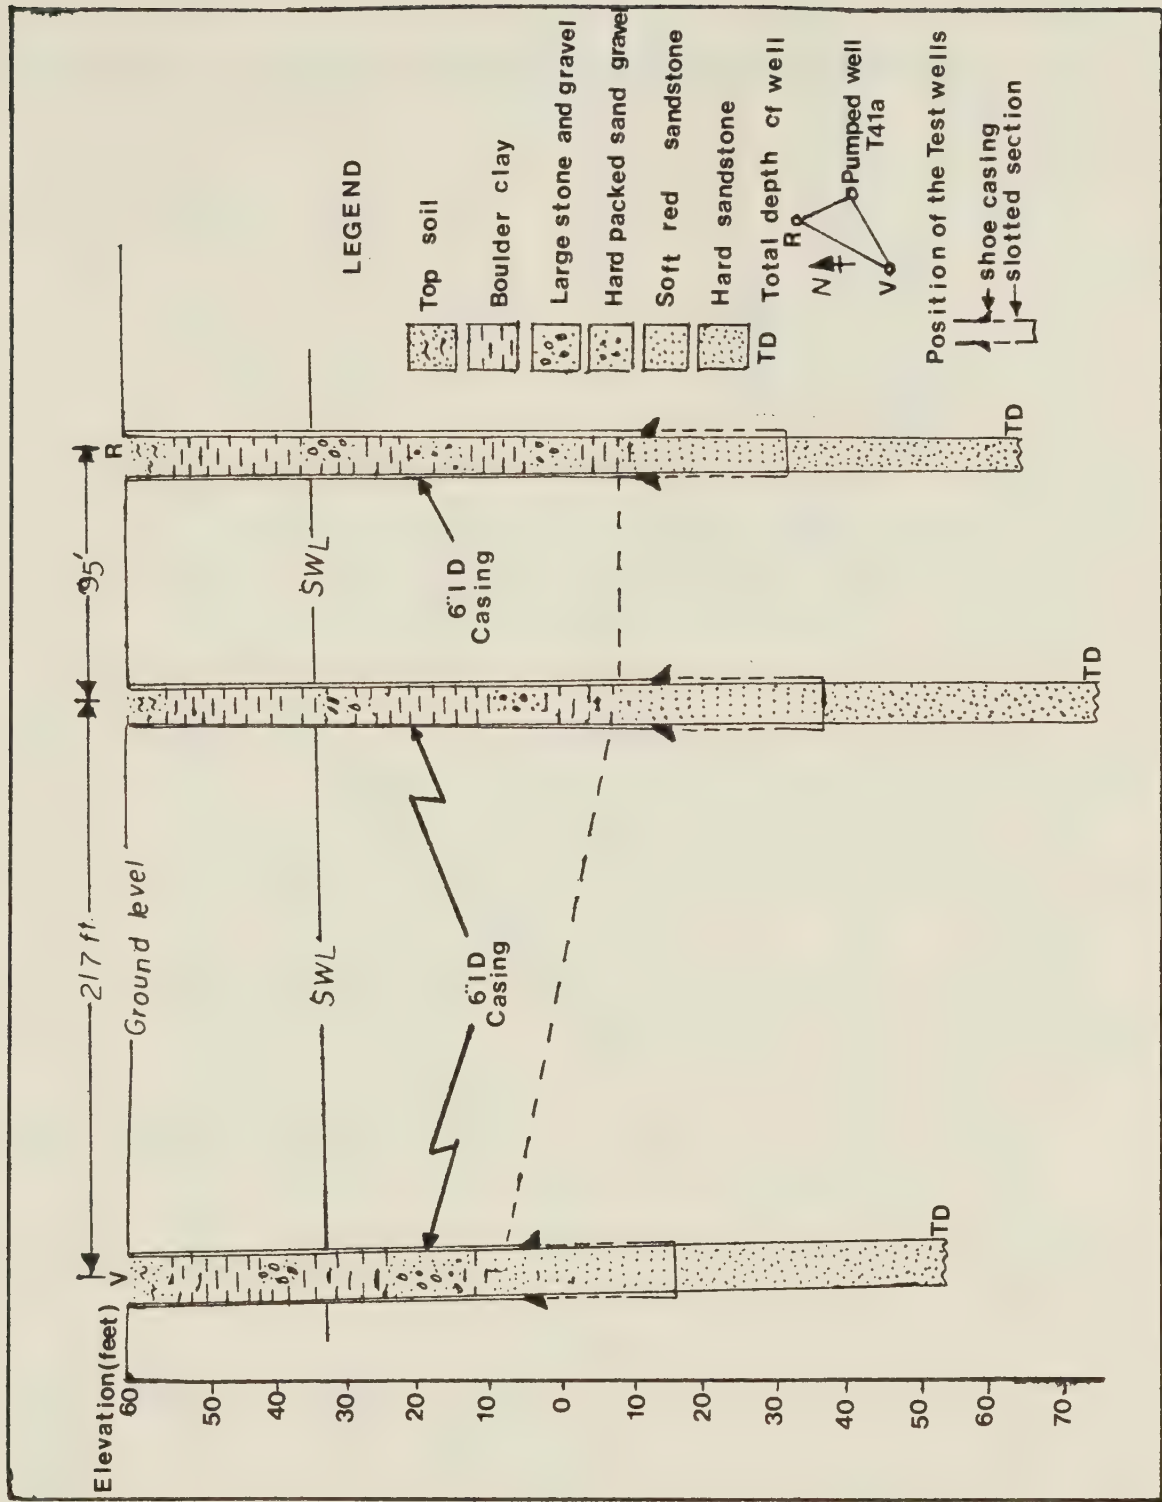 Elevation (feet)
60
50
40
30
20
10
0
10
20
30
40
50
60
70
V
217 ft.
95'
R
Ground level
SWL
SWL
6"ID
Casing
6"ID
Casing
TD
TD
TD
LEGEND
Top soil
Boulder clay
Large stone and gravel
Hard packed sand gravel
Soft red sandstone
Hard sandstone
TD Total depth of well
N
R
V
Pumped well
T41a
Position of the Test wells
shoe casing
slotted section